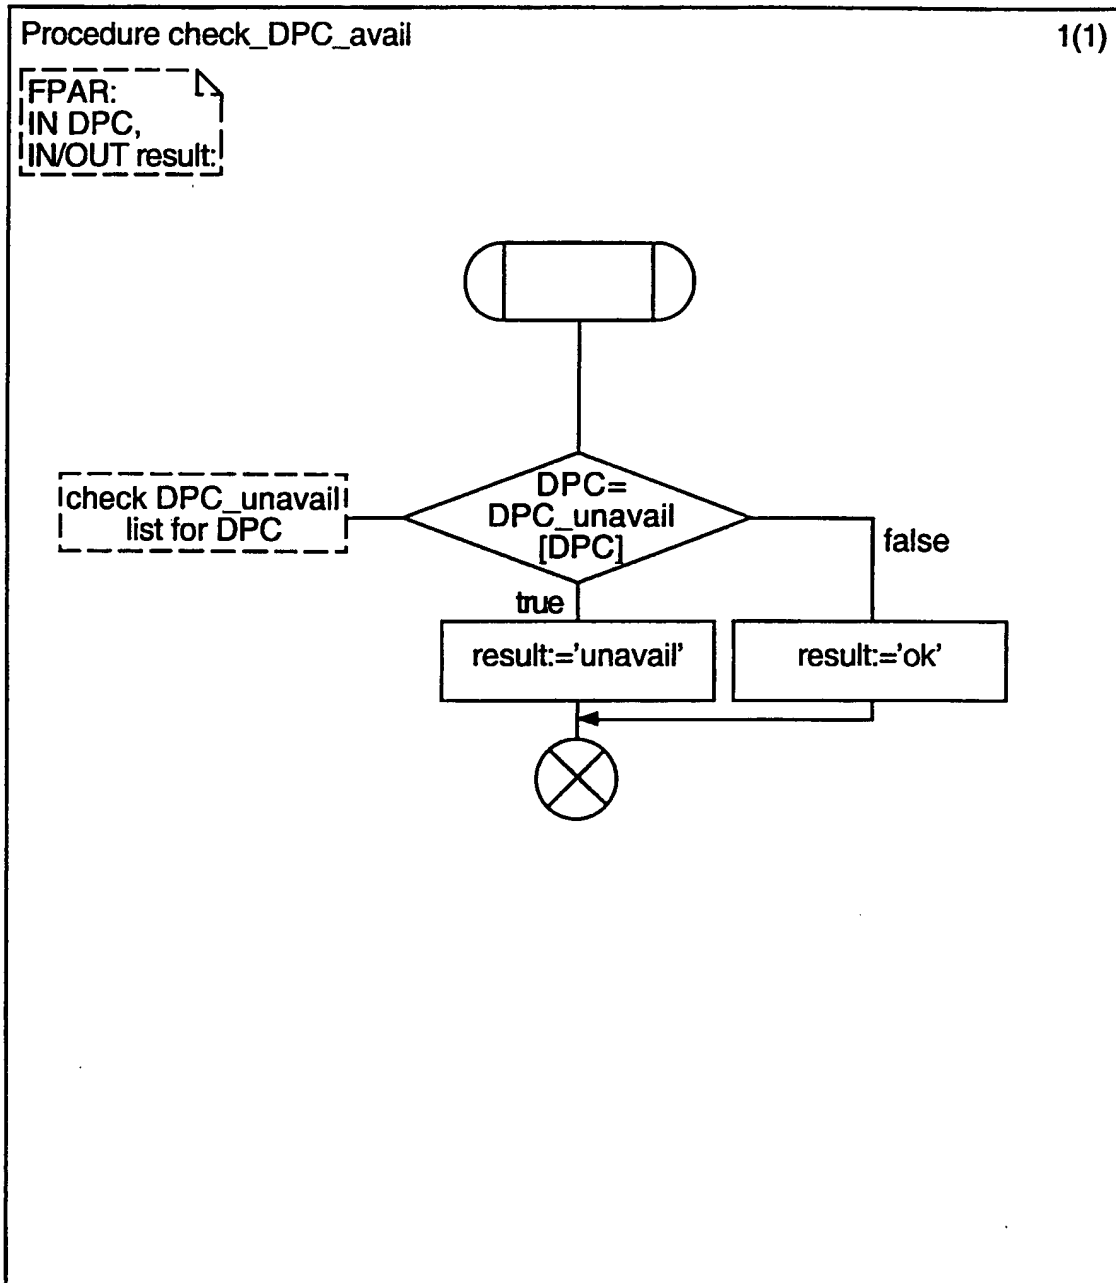 Procedure check_DPC_avail
1(1)
FPAR:
IN DPC,
IN/OUT result:
check DPC_unavail
list for DPC
DPC=
DPC_unavail
[DPC]
false
true
result:='unavail'
result:='ok'